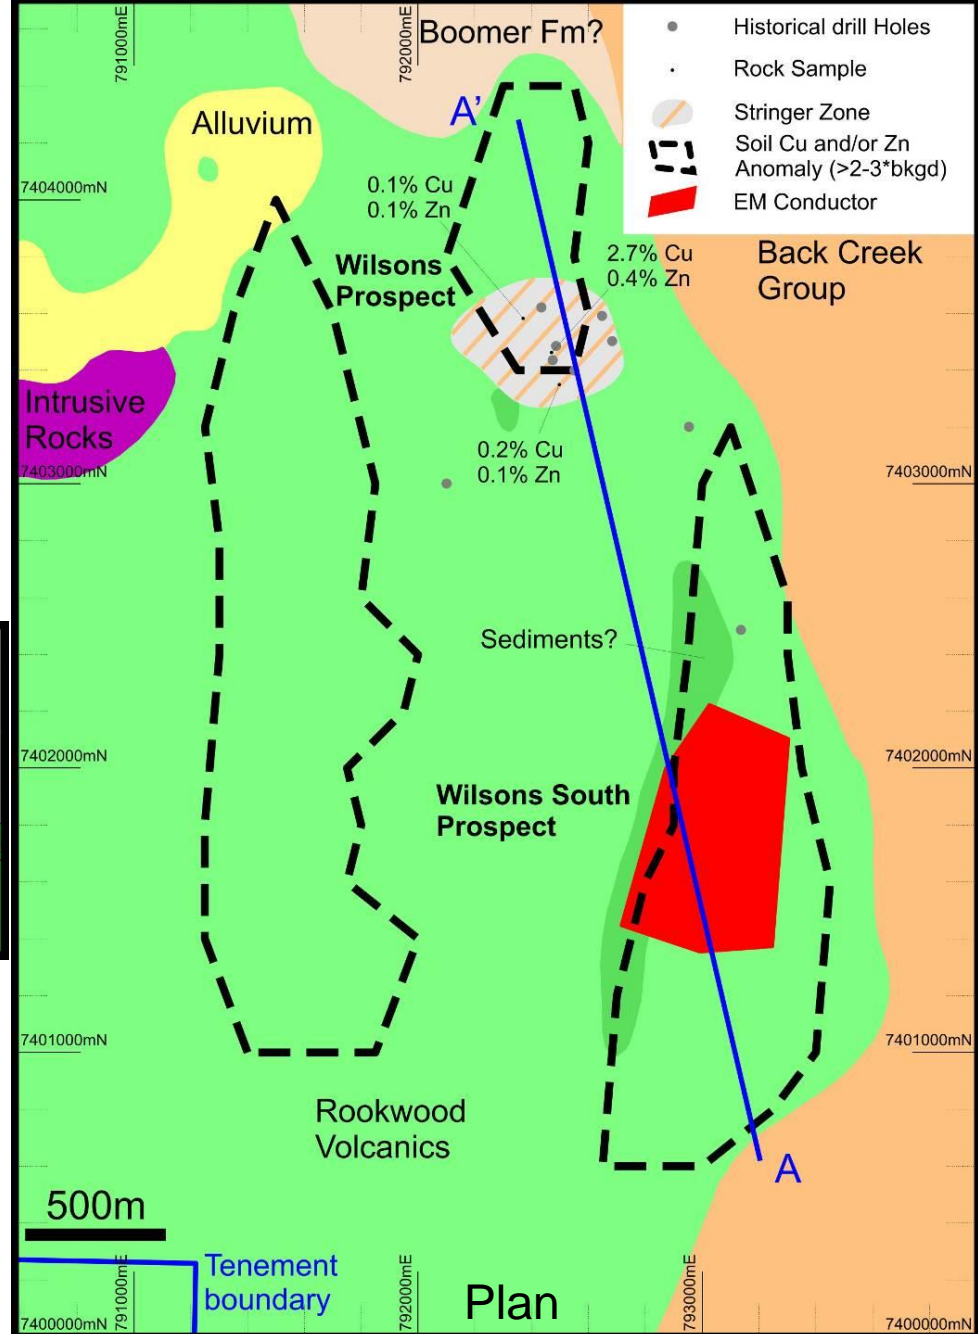 791000mE
792000mE
Boomer Fm?
Historical drill Holes
Rock Sample
Stringer Zone
Soil Cu and/or Zn
Anomaly (>2-3*bkgd)
EM Conductor
A'
Alluvium
7404000mN
0.1% Cu
0.1% Zn
2.7% Cu
0.4% Zn
Back Creek
Group
Wilsons
Prospect
Intrusive
Rocks
0.2% Cu
0.1% Zn
7403000mN
7403000mN
Sediments?
7402000mN
7402000mN
Wilsons South
Prospect
7401000mN
7401000mN
Rookwood
Volcanics
A
500m
Tenement
boundary
Plan
7400000mN
791000mE
792000mE
793000mE
7400000mN